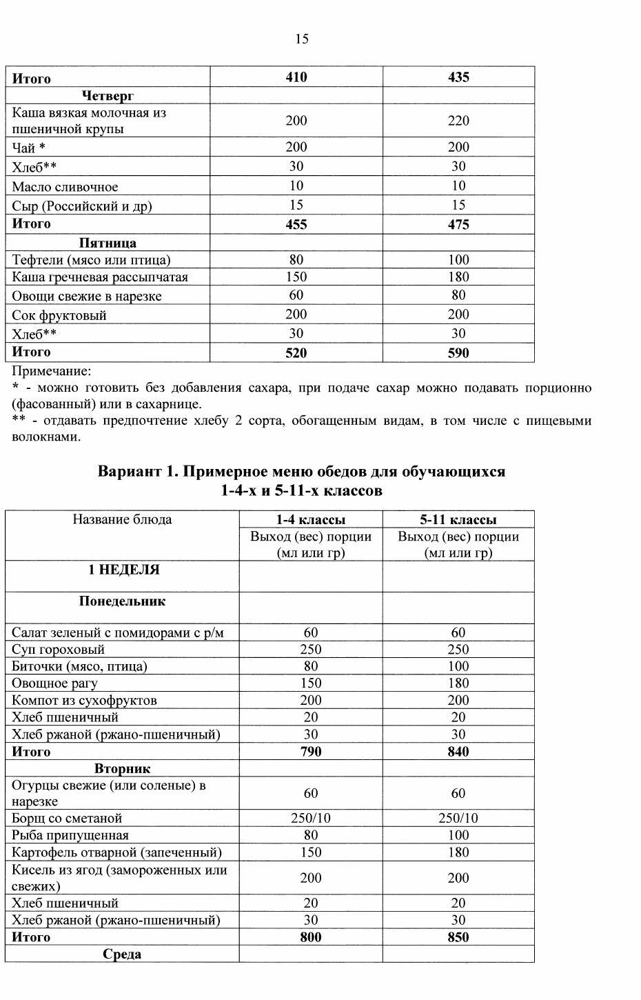 15
Итого 410 435
Четверг
Каша вязкая молочная из
пшеничной крупы 200 220
Чай * 200 200
Хлеб** 30 30
Масло сливочное 10 10
Сыр (Российский и др) 15 15
Итого 455 475
Пятница
Тефтели (мясо или птица) 80 100
Каша гречневая рассыпчатая 150 180
Овощи свежие в нарезке 60 80
Сок фруктовый 200 200
Хлеб** 30 30
Итого 520 590
Примечание:
* - можно готовить без добавления сахара, при подаче сахар можно подавать порционно
(фасованный) или в сахарнице.
** - отдавать предпочтение хлебу 2 сорта, обогащенным видам, в том числе с пищевыми
волокнами.
Вариант 1. Примерное меню обедов для обучающихся
1-4-х и 5-11-х классов
Название блюда 1-4 классы 5-11 классы
Выход (вес) порции Выход (вес) порции
(мл или гр) (мл или гр)
1 НЕДЕЛЯ
Понедельник
Салат зеленый с помидорами с р/м 60 60
Суп гороховый 250 250
Биточки (мясо, птица) 80 100
Овощное рагу 150 180
Компот из сухофруктов 200 200
Хлеб пшеничный 20 20
Хлеб ржаной (ржано-пшеничный) 30 30
Итого 790 840
Вторник
Огурцы свежие (или соленые) в
нарезке 60 60
Борщ со сметаной 250/10 250/10
Рыба припущенная 80 100
Картофель отварной (запеченный) 150 180
Кисель из ягод (замороженных или
свежих) 200 200
Хлеб пшеничный 20 20
Хлеб ржаной (ржано-пшеничный) 30 30
Итого 800 850
Среда